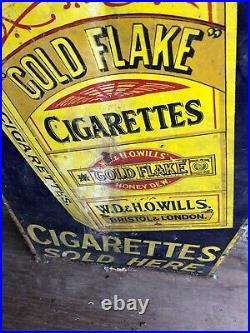 "GOLD FLAKE"
CIGARETTES
W.D.& H.O.WILLS'
GOLD FLAKE
HONEY DEW
W.D.& H.O.WILLS.
BRISTOL & LONDON.
CIGARETTES.
CIGARETTES
SOLD HERE.